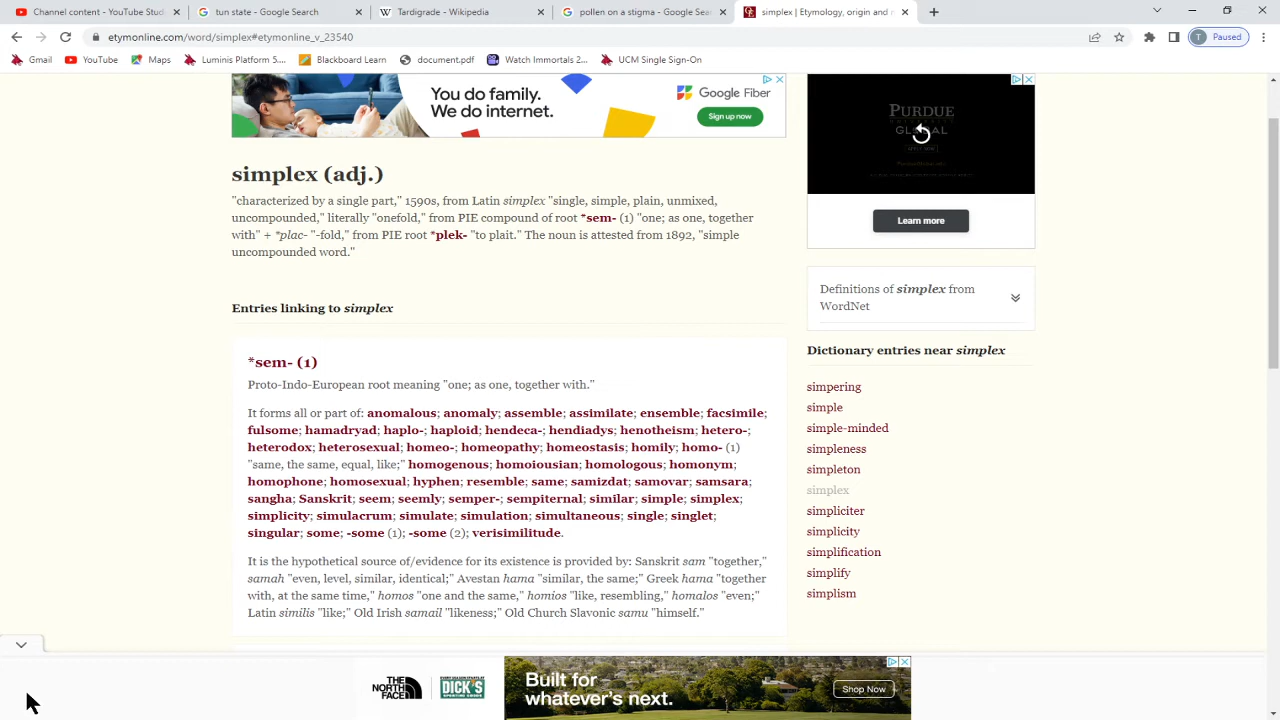 Continue Curation - YouTube
tun structure - Google Search
Tardigrade - Wikipedia
pollen on a stigma - Google Sear
simplex | Etymonline
etymonline.com/word/simplex#etymonline_v_23540
T Paused
Gmail YouTube Maps Luminis Platform 5.... Blackboard Learn document.pdf Watch Immortals 2... UCM Single Sign-On
You do family.
We do internet.
Google Fiber
Sign up now
PURDUE
GLOBAL
Learn more
simplex (adj.)
"characterized by a single part," 1590s, from Latin simplex "single, simple, plain, unmixed,
uncompounded," literally "onefold," from PIE compound of root *sem- (1) "one; as one, together
with" + *plac- "-fold," from PIE root *plek- "to plait." The noun is attested from 1892, "simple
uncompounded word."
Entries linking to simplex
*sem- (1)
Proto-Indo-European root meaning "one; as one, together with."
It forms all or part of: anomalous; anomaly; assemble; assimilate; ensemble; facsimile;
fulsome; hamadryad; haplo-; haploid; hendeca-; hendiadys; henotheism; hetero-;
heterodox; heterosexual; homeo-; homeopathy; homeostasis; homily; homo- (1)
"same, the same, equal, like;" homogenous; homoiousian; homologous; homonym;
homophone; homosexual; hyphen; resemble; same; samizdat; samovar; samsara;
sangha; Sanskrit; seem; seemly; semper-; sempiternal; similar; simple; simplex;
simplicity; simulacrum; simulate; simulation; simultaneous; single; singlet;
singular; some; -some (1); -some (2); verisimilitude.
It is the hypothetical source of/evidence for its existence is provided by: Sanskrit sam "together,"
samah "even, level, similar, identical;" Avestan hama "similar, the same;" Greek hama "together
with, at the same time," homos "one and the same," homios "like, resembling," homalos "even;"
Latin similis "like;" Old Irish samail "likeness;" Old Church Slavonic samu "himself."
Definitions of simplex from
WordNet
Dictionary entries near simplex
simpering
simple
simple-minded
simpleness
simpleton
simplex
simpliciter
simplicity
simplification
simplify
simplism
THE
NORTH
FACE
DICK'S
SPORTING GOODS
Built for
whatever's next.
Shop Now